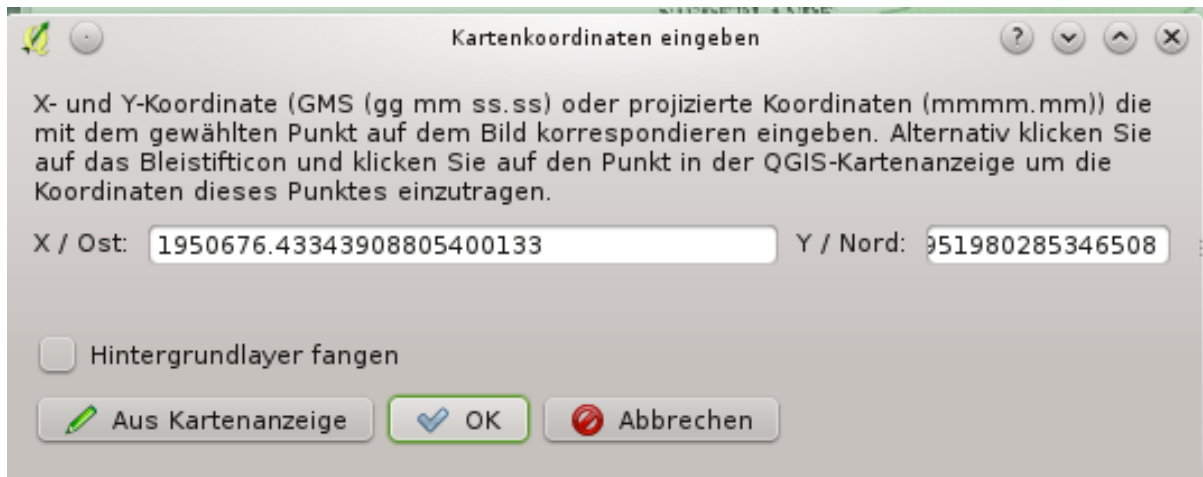 Kartenkoordinaten eingeben
X- und Y-Koordinate (GMS (gg mm ss.ss) oder projizierte Koordinaten (mmmm.mm)) die
mit dem gewählten Punkt auf dem Bild korrespondieren eingeben. Alternativ klicken Sie
auf das Bleistifticon und klicken Sie auf den Punkt in der QGIS-Kartenanzeige um die
Koordinaten dieses Punktes einzutragen.
X / Ost: 1950676.43343908805400133 Y / Nord: 951980285346508
Hintergrundlayer fangen
Aus Kartenanzeige OK Abbrechen